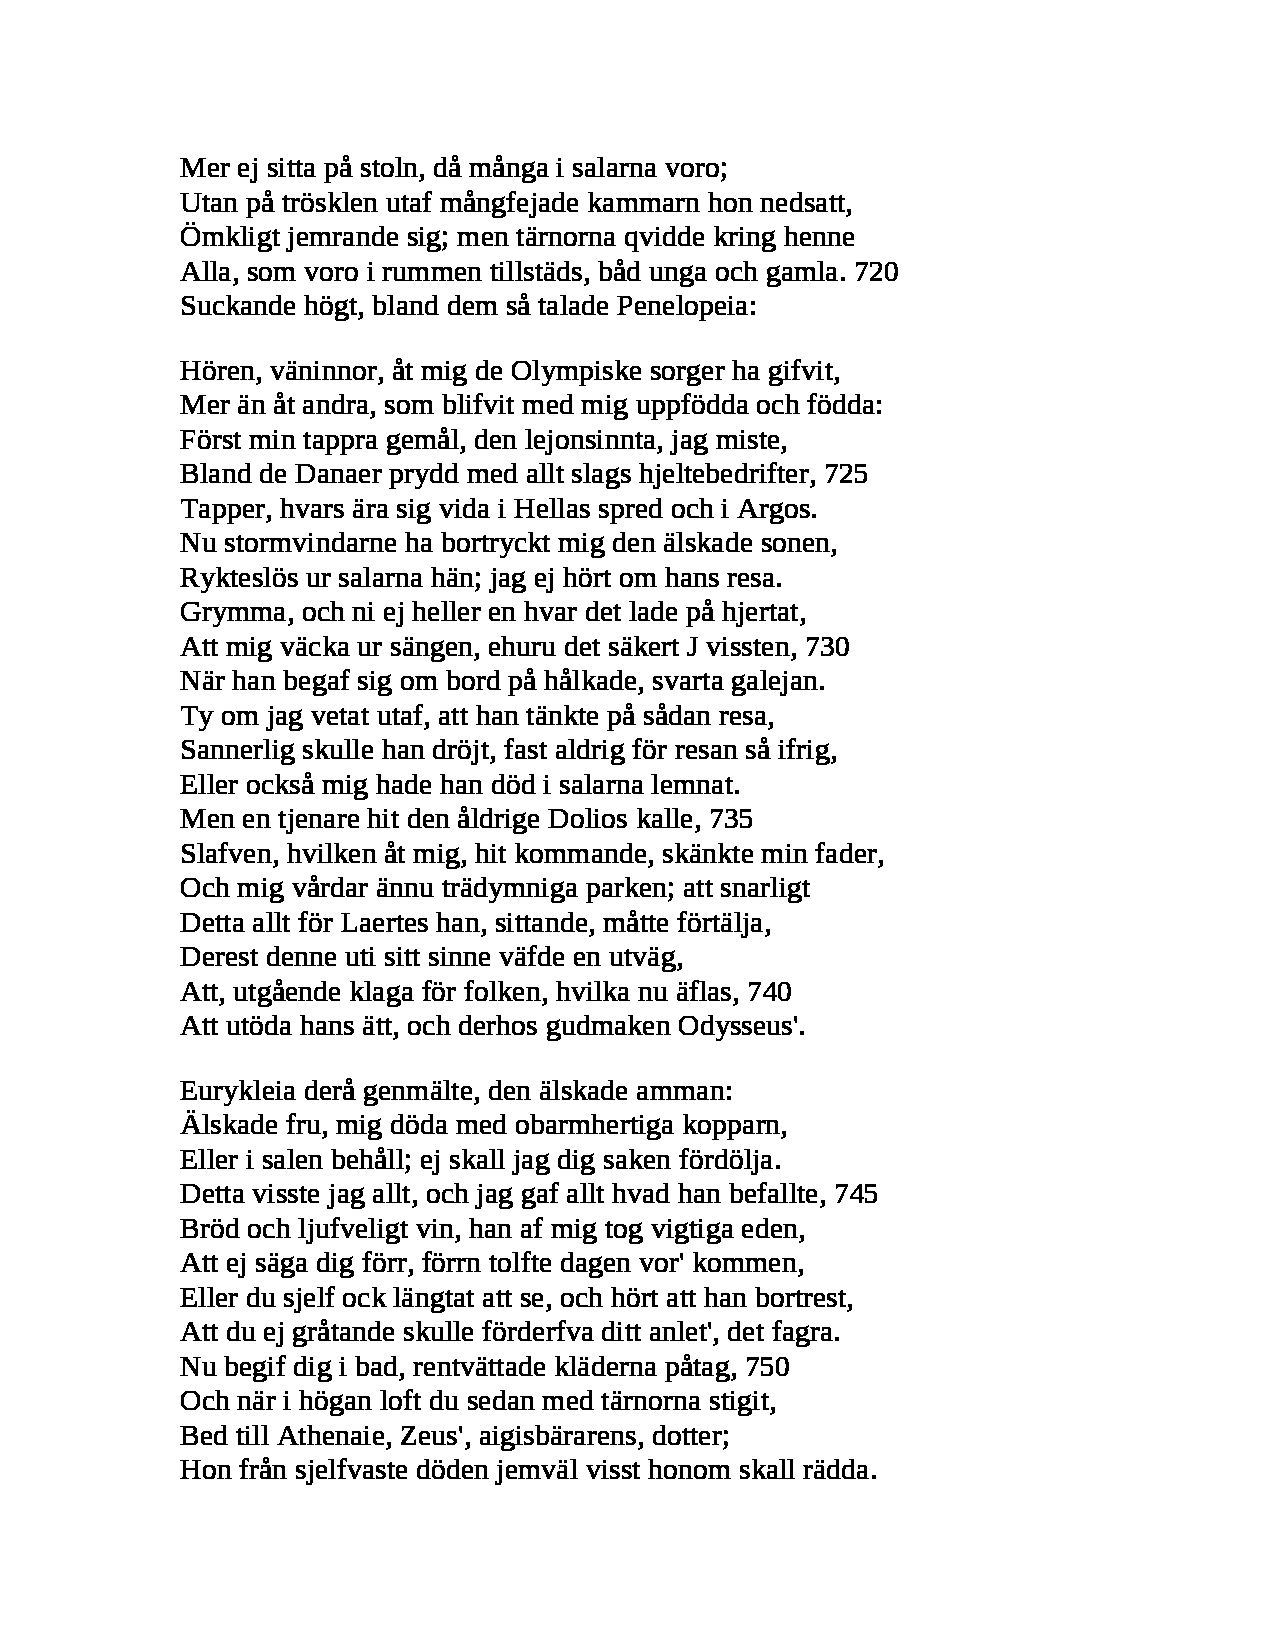 Mer ej sitta på stoln, då många i salarna voro;
Utan på trösklen utaf mångfejade kammarn hon nedsatt,
Ömkligt jemrande sig; men tärnorna qvidde kring henne
Alla, som voro i rummen tillstäds, båd unga och gamla. 720
Suckande högt, bland dem så talade Penelopeia:

Hören, väninnor, åt mig de Olympiske sorger ha gifvit,
Mer än åt andra, som blifvit med mig uppfödda och födda:
Först min tappra gemål, den lejonsinnta, jag miste,
Bland de Danaer prydd med allt slags hjeltebedrifter, 725
Tapper, hvars ära sig vida i Hellas spred och i Argos.
Nu stormvindarne ha bortryckt mig den älskade sonen,
Rykteslös ur salarna hän; jag ej hört om hans resa.
Grymma, och ni ej heller en hvar det lade på hjertat,
Att mig väcka ur sängen, ehuru det säkert J vissten, 730
När han begaf sig om bord på hålkade, svarta galejan.
Ty om jag vetat utaf, att han tänkte på sådan resa,
Sannerlig skulle han dröjt, fast aldrig för resan så ifrig,
Eller också mig hade han död i salarna lemnat.
Men en tjenare hit den åldrige Dolios kalle, 735
Slafven, hvilken åt mig, hit kommande, skänkte min fader,
Och mig vårdar ännu trädymniga parken; att snarligt
Detta allt för Laertes han, sittande, måtte förtälja,
Derest denne uti sitt sinne väfde en utväg,
Att, utgående klaga för folken, hvilka nu äflas, 740
Att utöda hans ätt, och derhos gudmaken Odysseus'.

Eurykleia derå genmälte, den älskade amman:
Älskade fru, mig döda med obarmhertiga kopparn,
Eller i salen behåll; ej skall jag dig saken fördölja.
Detta visste jag allt, och jag gaf allt hvad han befallte, 745
Bröd och ljufveligt vin, han af mig tog vigtiga eden,
Att ej säga dig förr, förrn tolfte dagen vor' kommen,
Eller du sjelf ock längtat att se, och hört att han bortrest,
Att du ej gråtande skulle förderfva ditt anlet', det fagra.
Nu begif dig i bad, rentvättade kläderna påtag, 750
Och när i högan loft du sedan med tärnorna stigit,
Bed till Athenaie, Zeus', aigisbärarens, dotter;
Hon från sjelfvaste döden jemväl visst honom skall rädda.